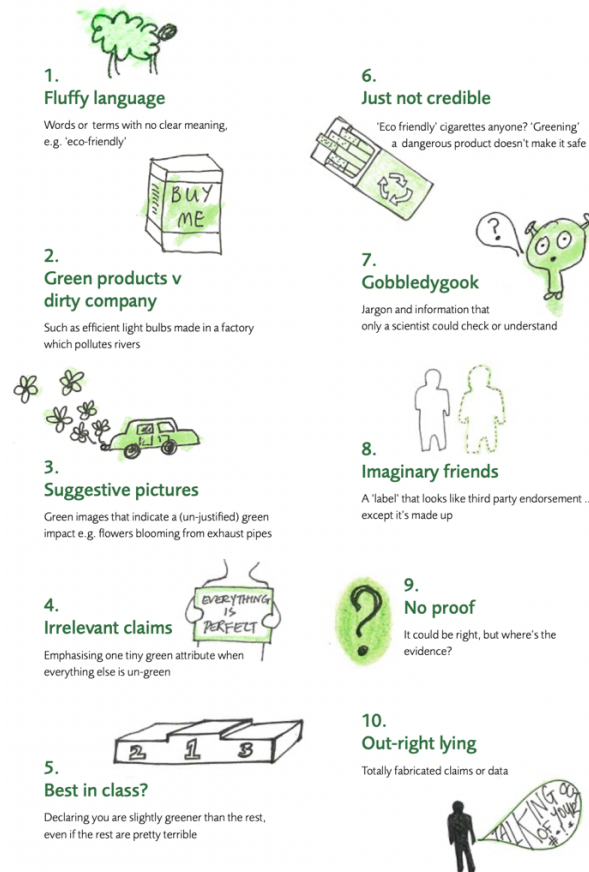 1.
Fluffy language
Words or terms with no clear meaning,
e.g. 'eco-friendly'
BUY
ME
2.
Green products v
dirty company
Such as efficient light bulbs made in a factory
which pollutes rivers
3.
Suggestive pictures
Green images that indicate a (un-justified) green
impact e.g. flowers blooming from exhaust pipes
4.
Irrelevant claims
EVERYTHING
IS
PERFECT
Emphasising one tiny green attribute when
everything else is un-green
2 1 3
5.
Best in class?
Declaring you are slightly greener than the rest,
even if the rest are pretty terrible
6.
Just not credible
'Eco friendly' cigarettes anyone? 'Greening'
a dangerous product doesn't make it safe
?
7.
Gobbledygook
Jargon and information that
only a scientist could check or understand
8.
Imaginary friends
A 'label' that looks like third party endorsement ..
except it's made up
?
9.
No proof
It could be right, but where's the
evidence?
10.
Out-right lying
Totally fabricated claims or data
TALKING
OF YOUR